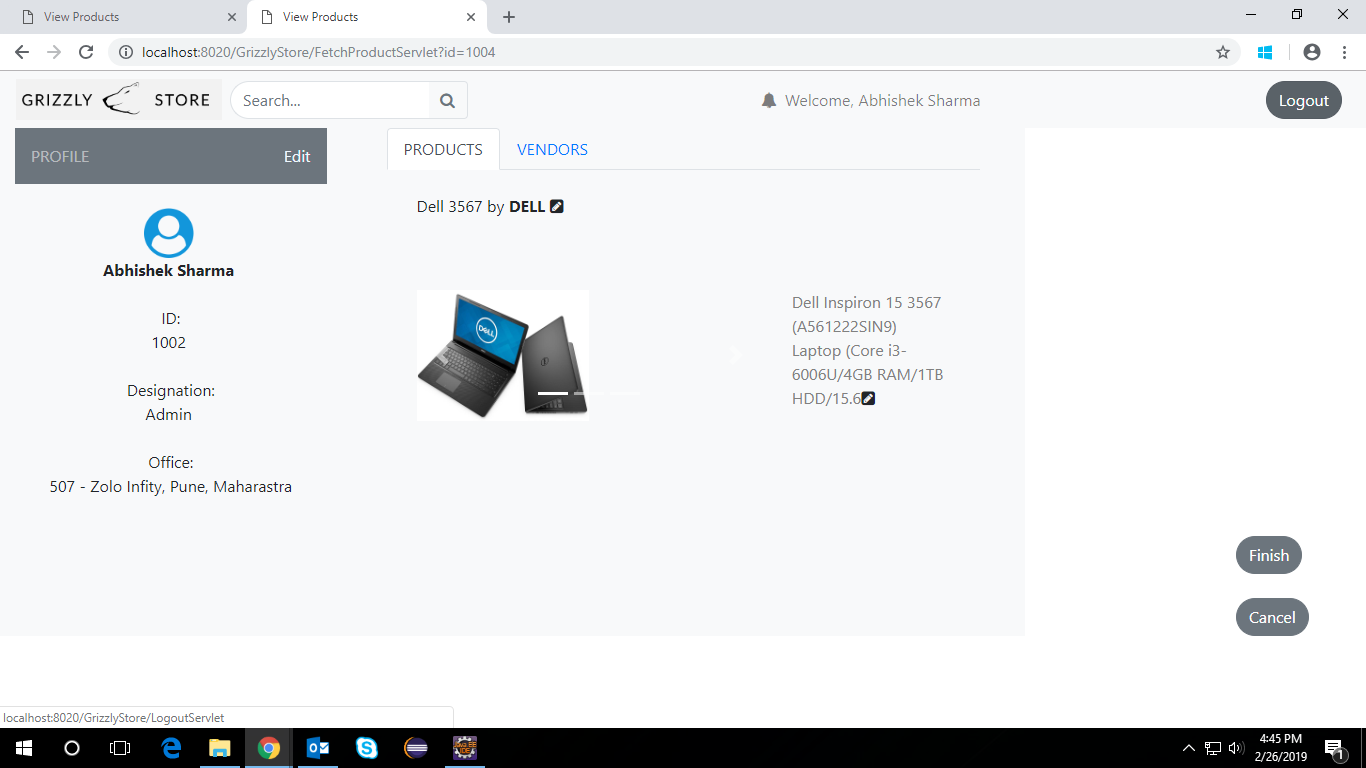 View Products
View Products
localhost:8020/GrizzlyStore/FetchProductServlet?id=1004
GRIZZLY STORE
Search...
Welcome, Abhishek Sharma
Logout
PROFILE
Edit
PRODUCTS
VENDORS
Dell 3567 by DELL
Abhishek Sharma
ID:
1002
Designation:
Admin
Office:
507 - Zolo Infity, Pune, Maharastra
DELL
Dell Inspiron 15 3567
(A561222SIN9)
Laptop (Core i3-
6006U/4GB RAM/1TB
HDD/15.6
Finish
Cancel
localhost:8020/GrizzlyStore/LogoutServlet
4:45 PM
2/26/2019
1